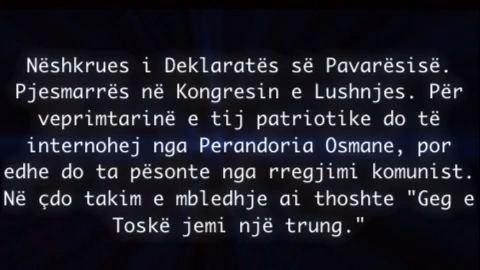 Nëshkrues i Deklaratës së Pavarësisë.
Pjesmarrës në Kongresin e Lushnjes. Për
veprimtarinë e tij patriotike do të
internohej nga Perandoria Osmane, por
edhe do ta pësonte nga rregjimi komunist.
Në çdo takim e mbledhje ai thoshte "Geg e
Toskë jemi një trung."